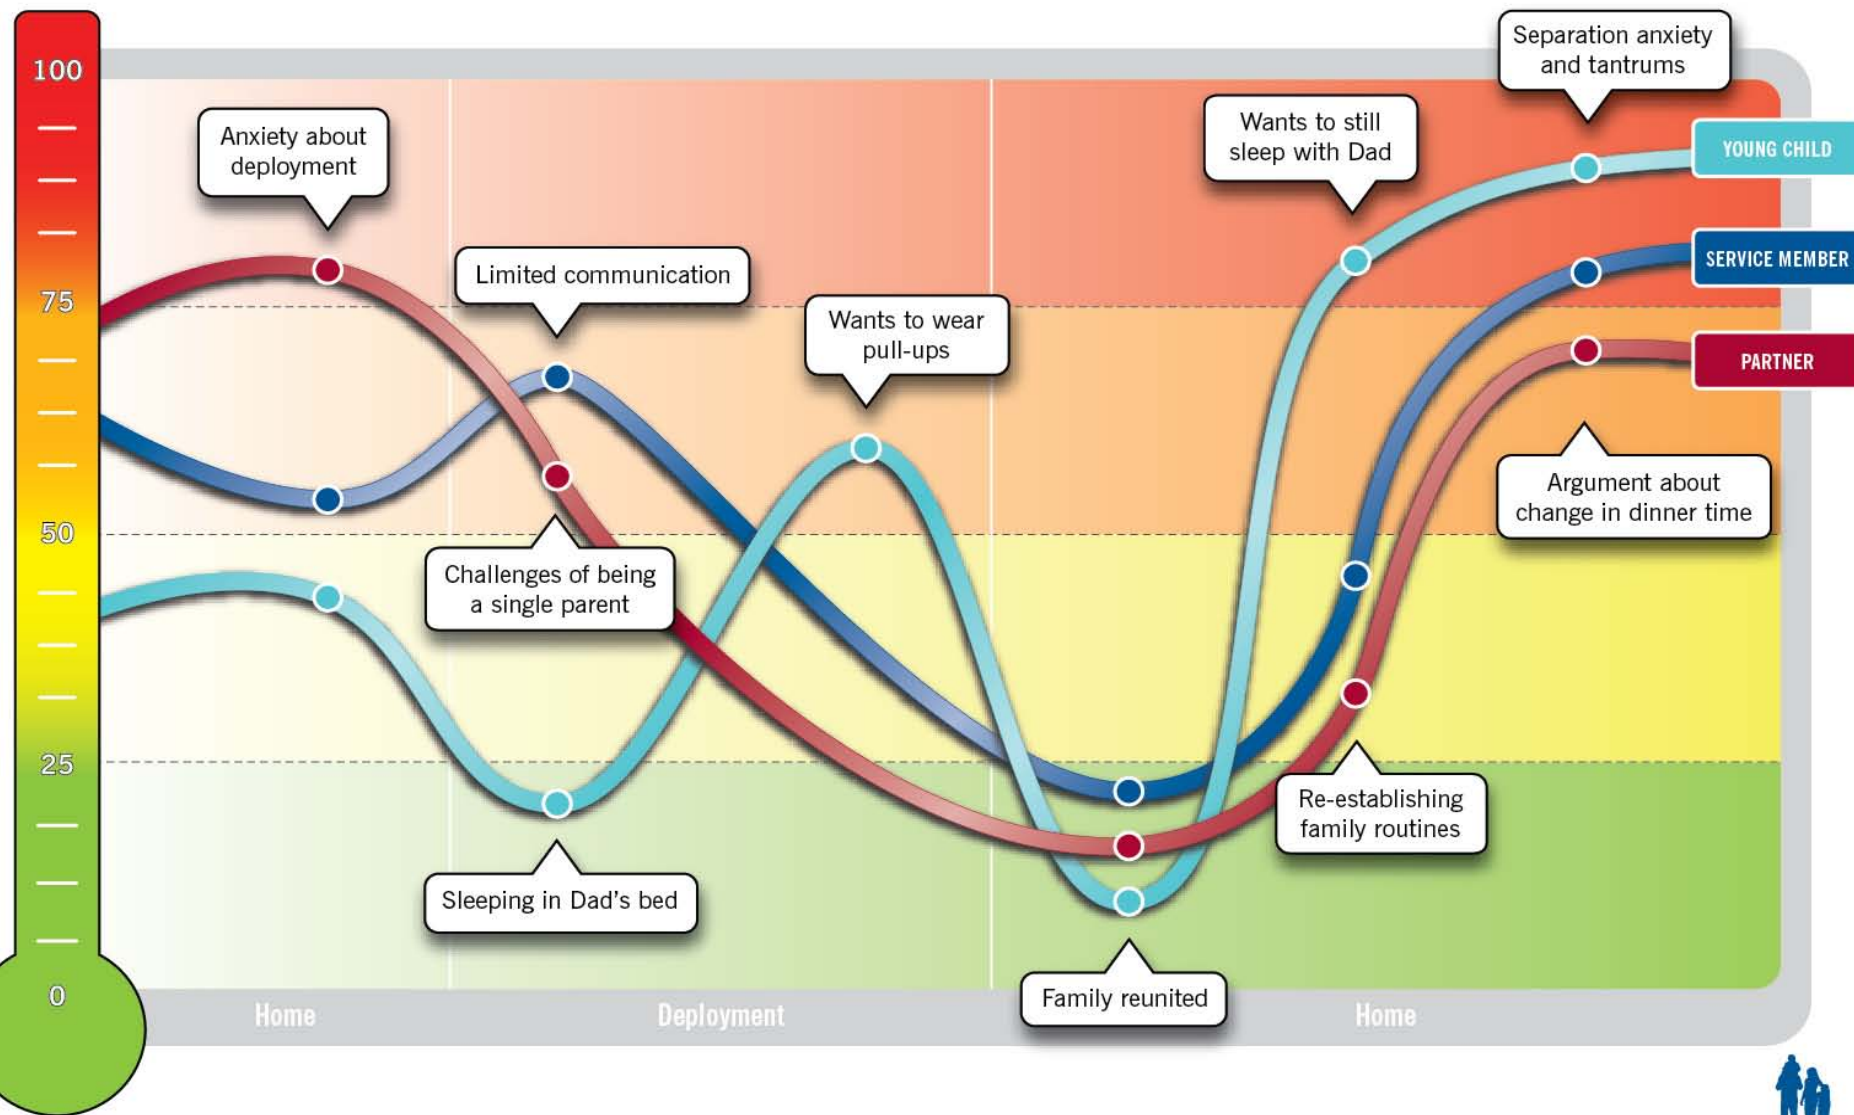 100
75
50
25
0
Anxiety about
deployment
Limited communication
Challenges of being
a single parent
Sleeping in Dad's bed
Wants to wear
pull-ups
Family reunited
Wants to still
sleep with Dad
Re-establishing
family routines
Separation anxiety
and tantrums
Argument about
change in dinner time
YOUNG CHILD
SERVICE MEMBER
PARTNER
Home
Deployment
Home